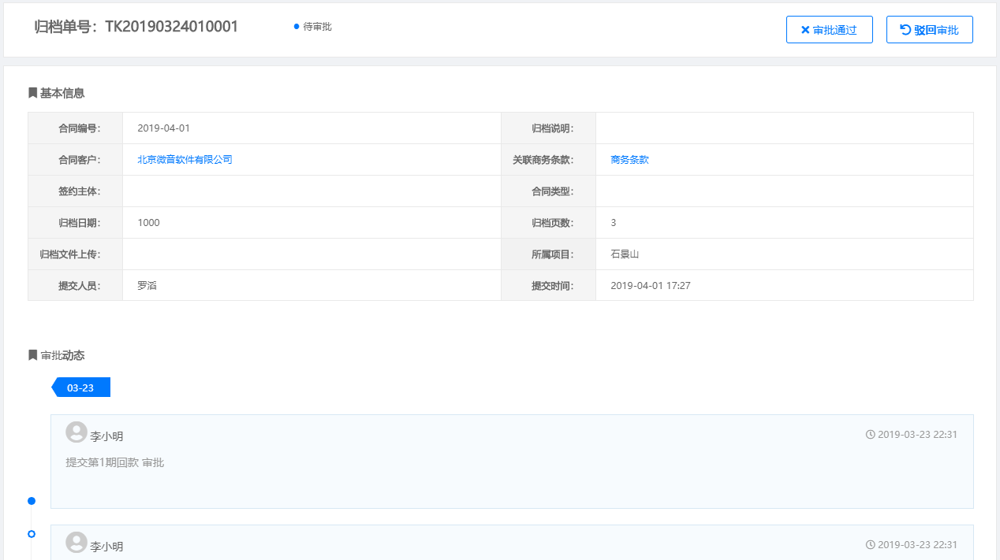 归档单号：TK20190324010001 待审批 审批通过 驳回审批
基本信息
合同编号： 2019-04-01 归档说明：
合同客户： 北京微音软件有限公司 关联商务条款： 商务条款
签约主体： 合同类型：
归档日期： 1000 归档页数： 3
归档文件上传： 所属项目： 石景山
提交人员： 罗滔 提交时间： 2019-04-01 17:27
审批动态
03-23
李小明 2019-03-23 22:31
提交第1期回款 审批
李小明 2019-03-23 22:31